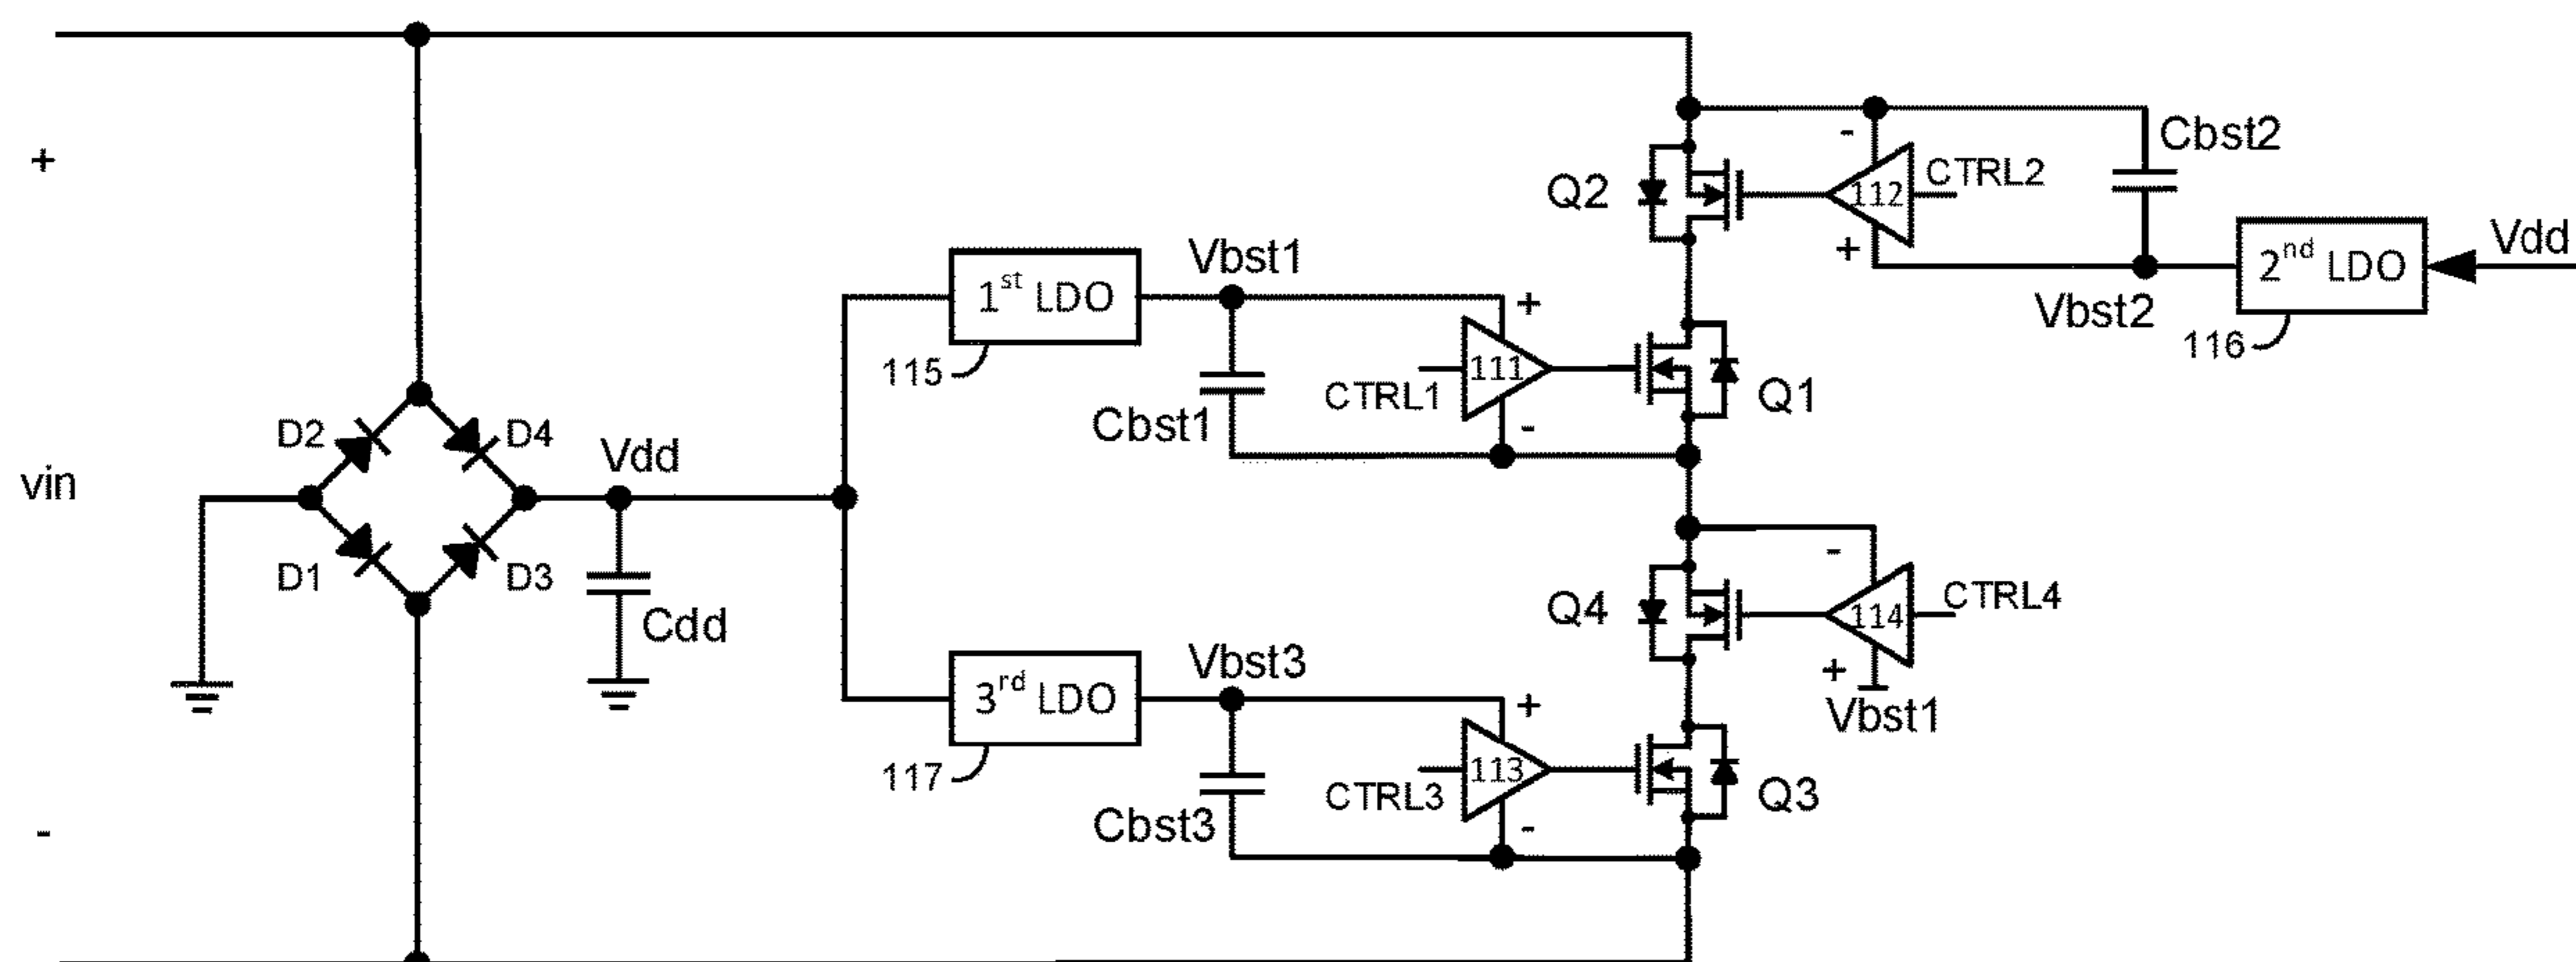 +
vin
-
D2
D4
D1
D3
Vdd
Cdd
1st LDO
115
Vbst1
Cbst1
CTRL1
111
+
-
Q1
Q2
-
+
112
CTRL2
Cbst2
Vbst2
2nd LDO
116
Vdd
3rd LDO
117
Vbst3
Cbst3
CTRL3
113
+
-
Q3
Q4
-
+
114
CTRL4
Vbst1